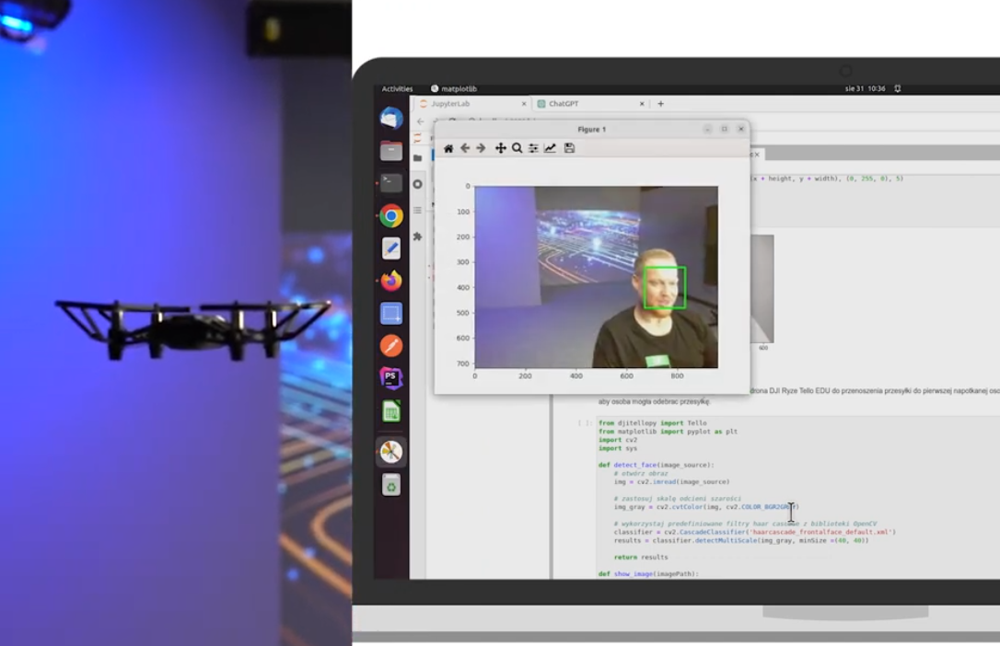 Activities
matplotlib
sie 31 10:36
JupyterLab
ChatGPT
Figure 1
(x + height, y + width), (0, 255, 0), 5)
0
100
200
300
400
500
600
700
0
200
400
600
800
600
PS
drona DJI Ryze Tello EDU do przenoszenia przesyłki do pierwszej napotkanej
aby osoba mogła odebrać przesyłkę.
[ ]:
from djitellopy import Tello
from matplotlib import pyplot as plt
import cv2
import sys
def detect_face(image_source):
# otwórz obraz
img = cv2.imread(image_source)
# zastosuj skalę odcieni szarości
img_gray = cv2.cvtColor(img, cv2.COLOR_BGR2GRAY)
# wykorzystaj predefiniowane filtry haar cascade z biblioteki OpenCV
classifier = cv2.CascadeClassifier('haarcascade_frontalface_default.xml')
results = classifier.detectMultiScale(img_gray, minSize =(40, 40))
return results
def show_image(imagePath):